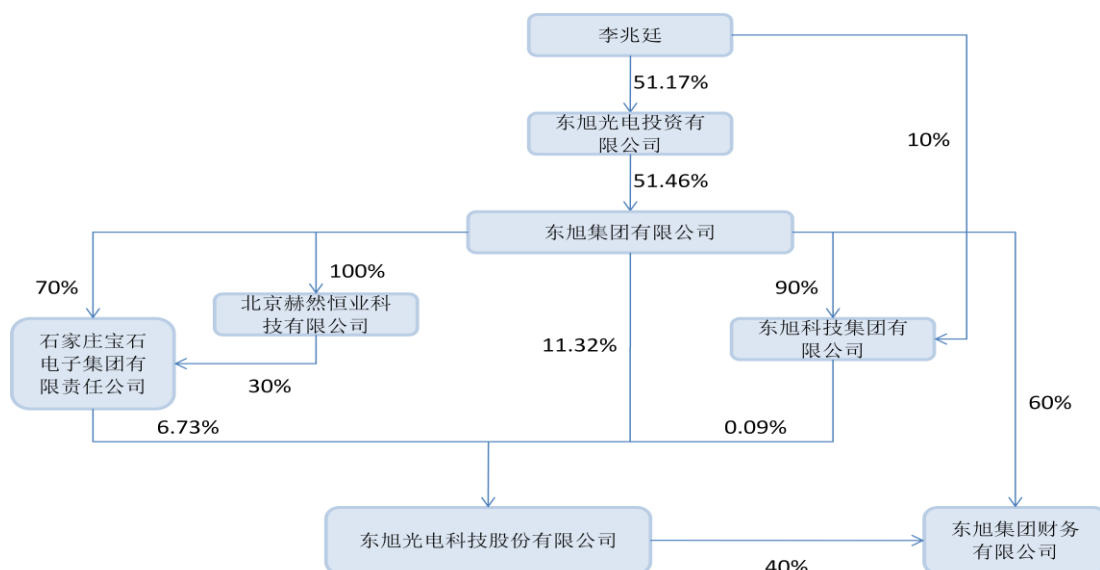 李兆廷
51.17%
东旭光电投资有
限公司
10%
51.46%
东旭集团有限公司
100%
70%
90%
北京赫然恒业科
技有限公司
石家庄宝石
电子集团有
限责任公司
东旭科技集团有
限公司
11.32%
30%
60%
6.73%
0.09%
东旭光电科技股份有限公司
东旭集团财务
有限公司
40%